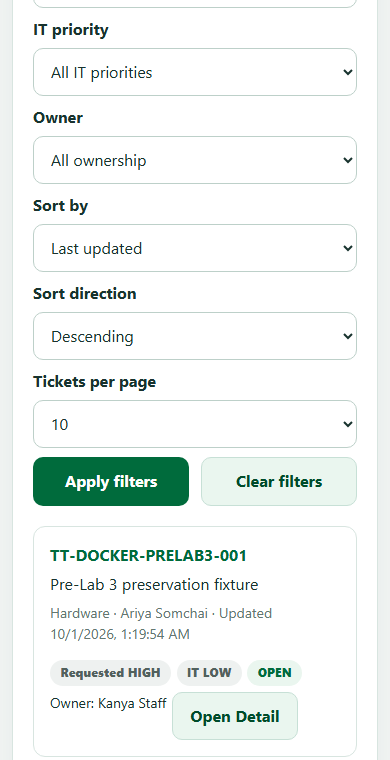 IT priority
All IT priorities
Owner
All ownership
Sort by
Last updated
Sort direction
Descending
Tickets per page
10
Apply filters
Clear filters
TT-DOCKER-PRELAB3-001
Pre-Lab 3 preservation fixture
Hardware · Ariya Somchai · Updated
10/1/2026, 1:19:54 AM
Requested HIGH
IT LOW
OPEN
Owner: Kanya Staff
Open Detail